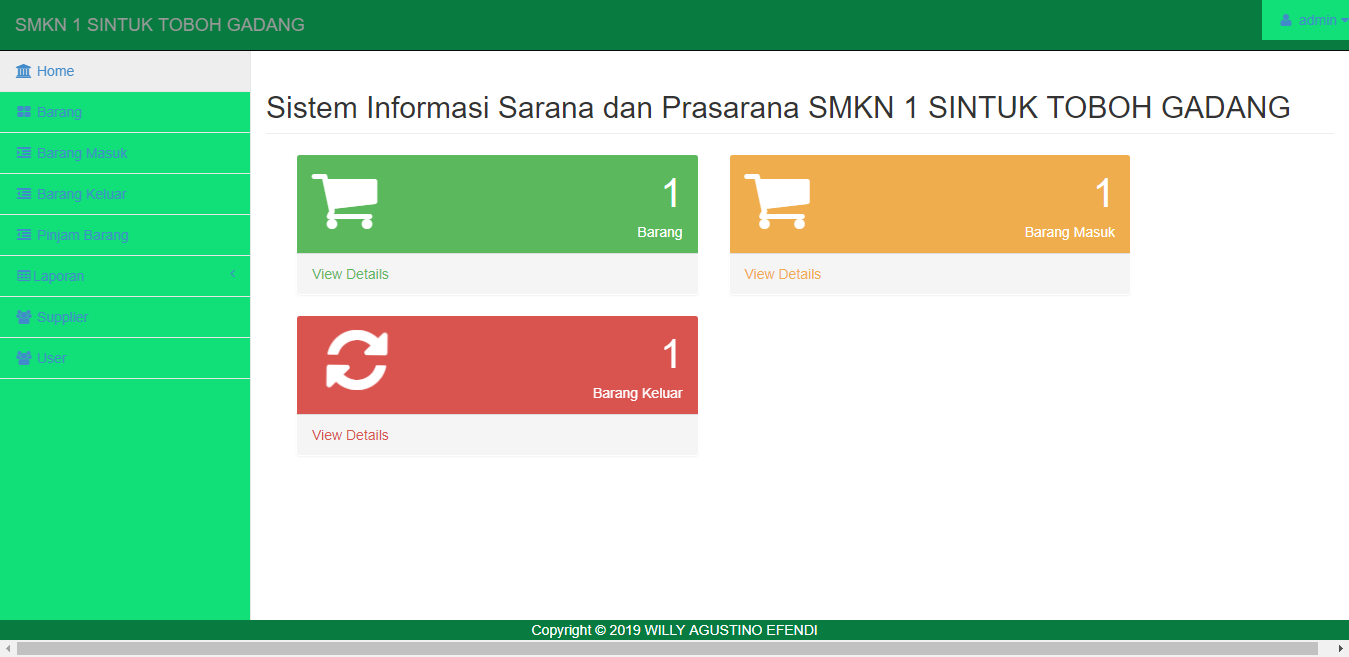 SMKN 1 SINTUK TOBOH GADANG
admin
Home
Barang
Barang Masuk
Barang Keluar
Pinjam Barang
Laporan
Supplier
User
Sistem Informasi Sarana dan Prasarana SMKN 1 SINTUK TOBOH GADANG
1
Barang
View Details
1
Barang Masuk
View Details
1
Barang Keluar
View Details
Copyright © 2019 WILLY AGUSTINO EFENDI